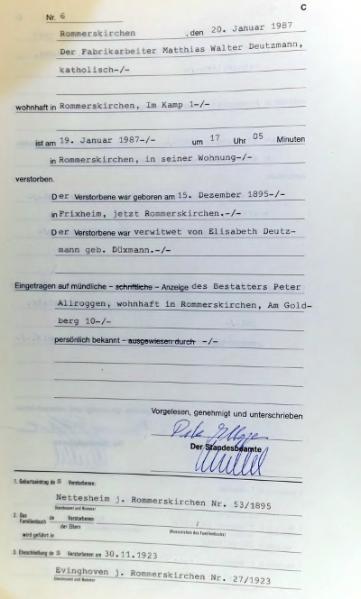 C
Nr. 6
Rommerskirchen, den 20. Januar 1987
Der Fabrikarbeiter Matthias Walter Deutzmann,
katholisch-/-
wohnhaft in Rommerskirchen, Im Kamp 1-/-
ist am 19. Januar 1987-/- um 17 Uhr 05 Minuten
in Rommerskirchen, in seiner Wohnung-/-
verstorben.
Der Verstorbene war geboren am 15. Dezember 1895-/-
in Frixheim, jetzt Rommerskirchen.-/-
Der Verstorbene war verwitwet von Elisabeth Deutz-
mann geb. Düxmann.-/-
Eingetragen auf mündliche – schriftliche – Anzeige des Bestatters Peter
Allroggen, wohnhaft in Rommerskirchen, Am Gold-
berg 10-/-
persönlich bekannt – ausgewiesen durch -/-
Vorgelesen, genehmigt und unterschrieben
Der Standesbeamte
1. Geburtseintrag des Verstorbenen:
Nettesheim j. Rommerskirchen Nr. 53/1895
Standesamt und Nummer
2. Das Familienbuch
de Verstorbenen
der Eltern
/
wird geführt in
(Kennzeichen des Familienbuchs)
3. Eheschließung des Verstorbenen am 30.11.1923
Evinghoven j. Rommerskirchen Nr. 27/1923
Standesamt und Nummer